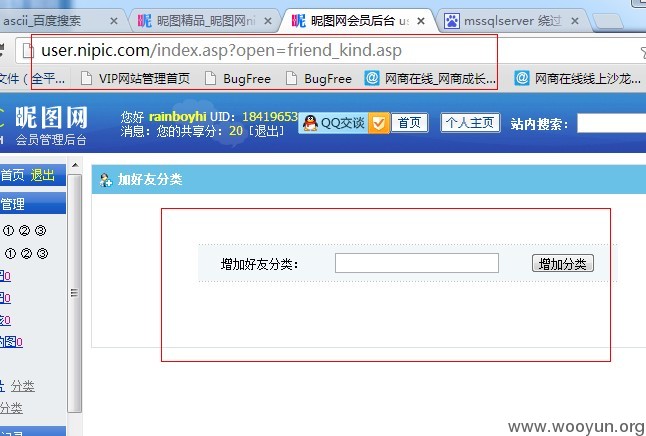 ascii_百度搜索 昵图精品_昵图网ni 昵图网会员后台 us mssqlserver 绕过
user.nipic.com/index.asp?open=friend_kind.asp
文件（全平... VIP网站管理首页 BugFree BugFree 网商在线_网商成长... 网商在线线上沙龙...
昵图网
会员管理后台
您好 rainboyhi UID：18419653
消息：您的共享分：20 [退出]
QQ交谈 首页 个人主页 站内搜索：
首页 退出
加好友分类
管理
① ② ③
① ② ③
增加好友分类： 增加分类
图0
图0
0
的图0
片 分类
分类
记录
www.wooyun.org